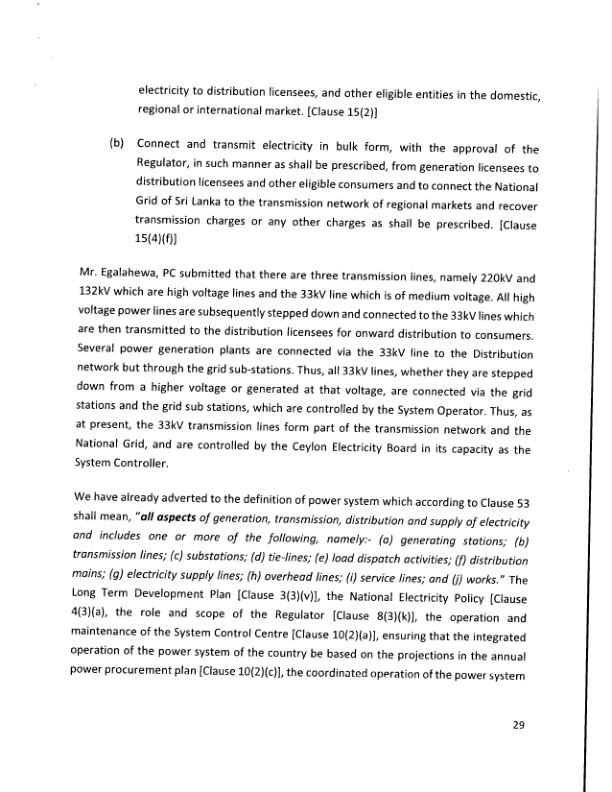 electricity to distribution licensees, and other eligible entities in the domestic,
regional or international market. [Clause 15(2)]
(b) Connect and transmit electricity in bulk form, with the approval of the
Regulator, in such manner as shall be prescribed, from generation licensees to
distribution licensees and other eligible consumers and to connect the National
Grid of Sri Lanka to the transmission network of regional markets and recover
transmission charges or any other charges as shall be prescribed. [Clause
15(4)(f)]
Mr. Egalahewa, PC submitted that there are three transmission lines, namely 220kV and
132kV which are high voltage lines and the 33kV line which is of medium voltage. All high
voltage power lines are subsequently stepped down and connected to the 33kV lines which
are then transmitted to the distribution licensees for onward distribution to consumers.
Several power generation plants are connected via the 33kV line to the Distribution
network but through the grid sub-stations. Thus, all 33kV lines, whether they are stepped
down from a higher voltage or generated at that voltage, are connected via the grid
stations and the grid sub stations, which are controlled by the System Operator. Thus, as
at present, the 33kV transmission lines form part of the transmission network and the
National Grid, and are controlled by the Ceylon Electricity Board in its capacity as the
System Controller.
We have already adverted to the definition of power system which according to Clause 53
shall mean, "all aspects of generation, transmission, distribution and supply of electricity
and includes one or more of the following, namely:- (a) generating stations; (b)
transmission lines; (c) substations; (d) tie-lines; (e) load dispatch activities; (f) distribution
mains; (g) electricity supply lines; (h) overhead lines; (i) service lines; and (j) works." The
Long Term Development Plan [Clause 3(3)(v)], the National Electricity Policy [Clause
4(3)(a), the role and scope of the Regulator [Clause 8(3)(k)], the operation and
maintenance of the System Control Centre [Clause 10(2)(a)], ensuring that the integrated
operation of the power system of the country be based on the projections in the annual
power procurement plan [Clause 10(2)(c)], the coordinated operation of the power system
29